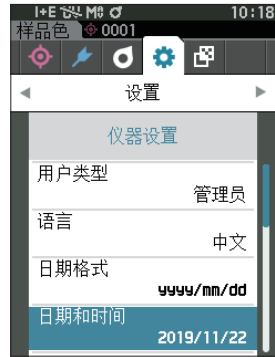 I+E M0 10:18
样品色 0001
设置
仪器设置
用户类型
管理员
语言
中文
日期格式
yyyy/mm/dd
日期和时间
2019/11/22